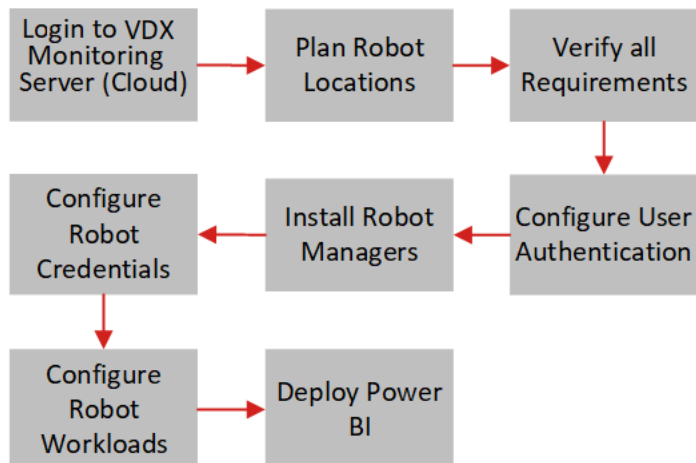 Login to VDX
Monitoring
Server (Cloud)
Plan Robot
Locations
Verify all
Requirements
Configure User
Authentication
Install Robot
Managers
Configure
Robot
Credentials
Configure
Robot
Workloads
Deploy Power
BI